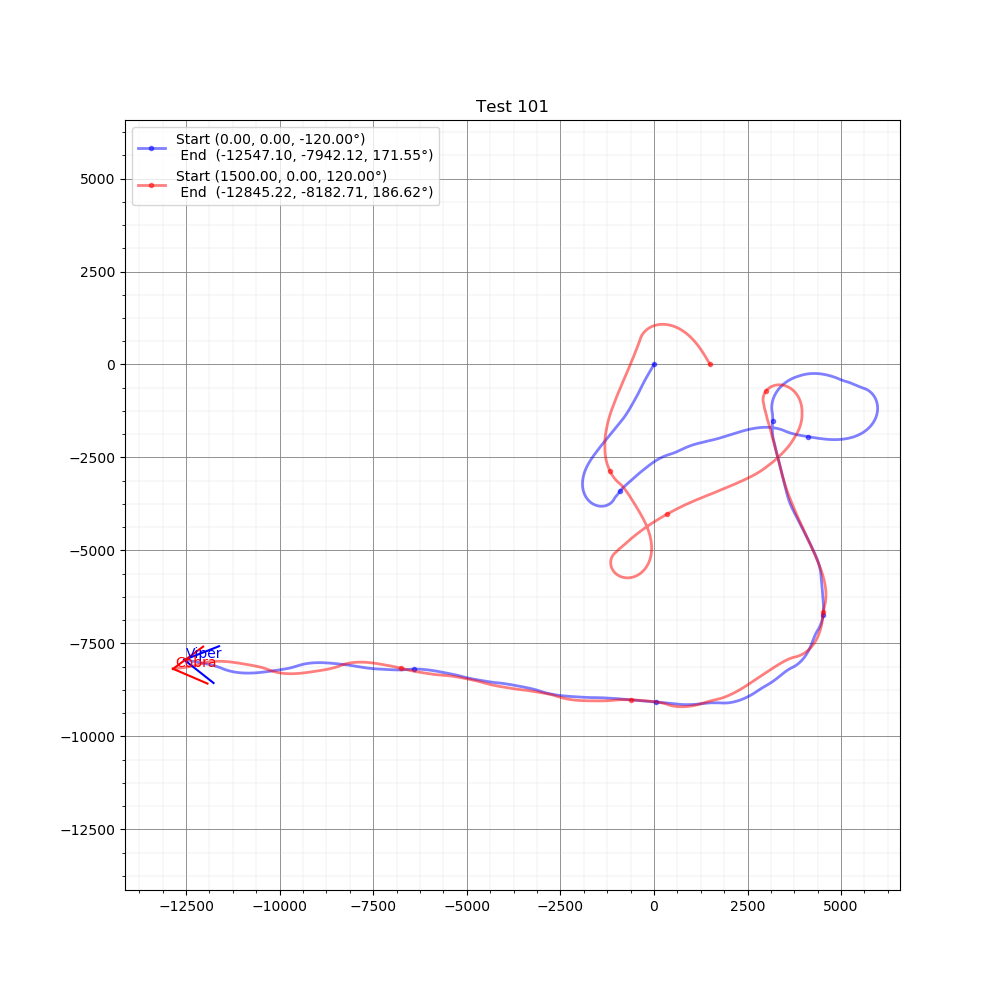 Test 101
Start (0.00, 0.00, -120.00°)
End (-12547.10, -7942.12, 171.55°)
Start (1500.00, 0.00, 120.00°)
End (-12845.22, -8182.71, 186.62°)
5000
2500
0
−2500
−5000
−7500
−10000
−12500
Viper
Cobra
−12500
−10000
−7500
−5000
−2500
0
2500
5000